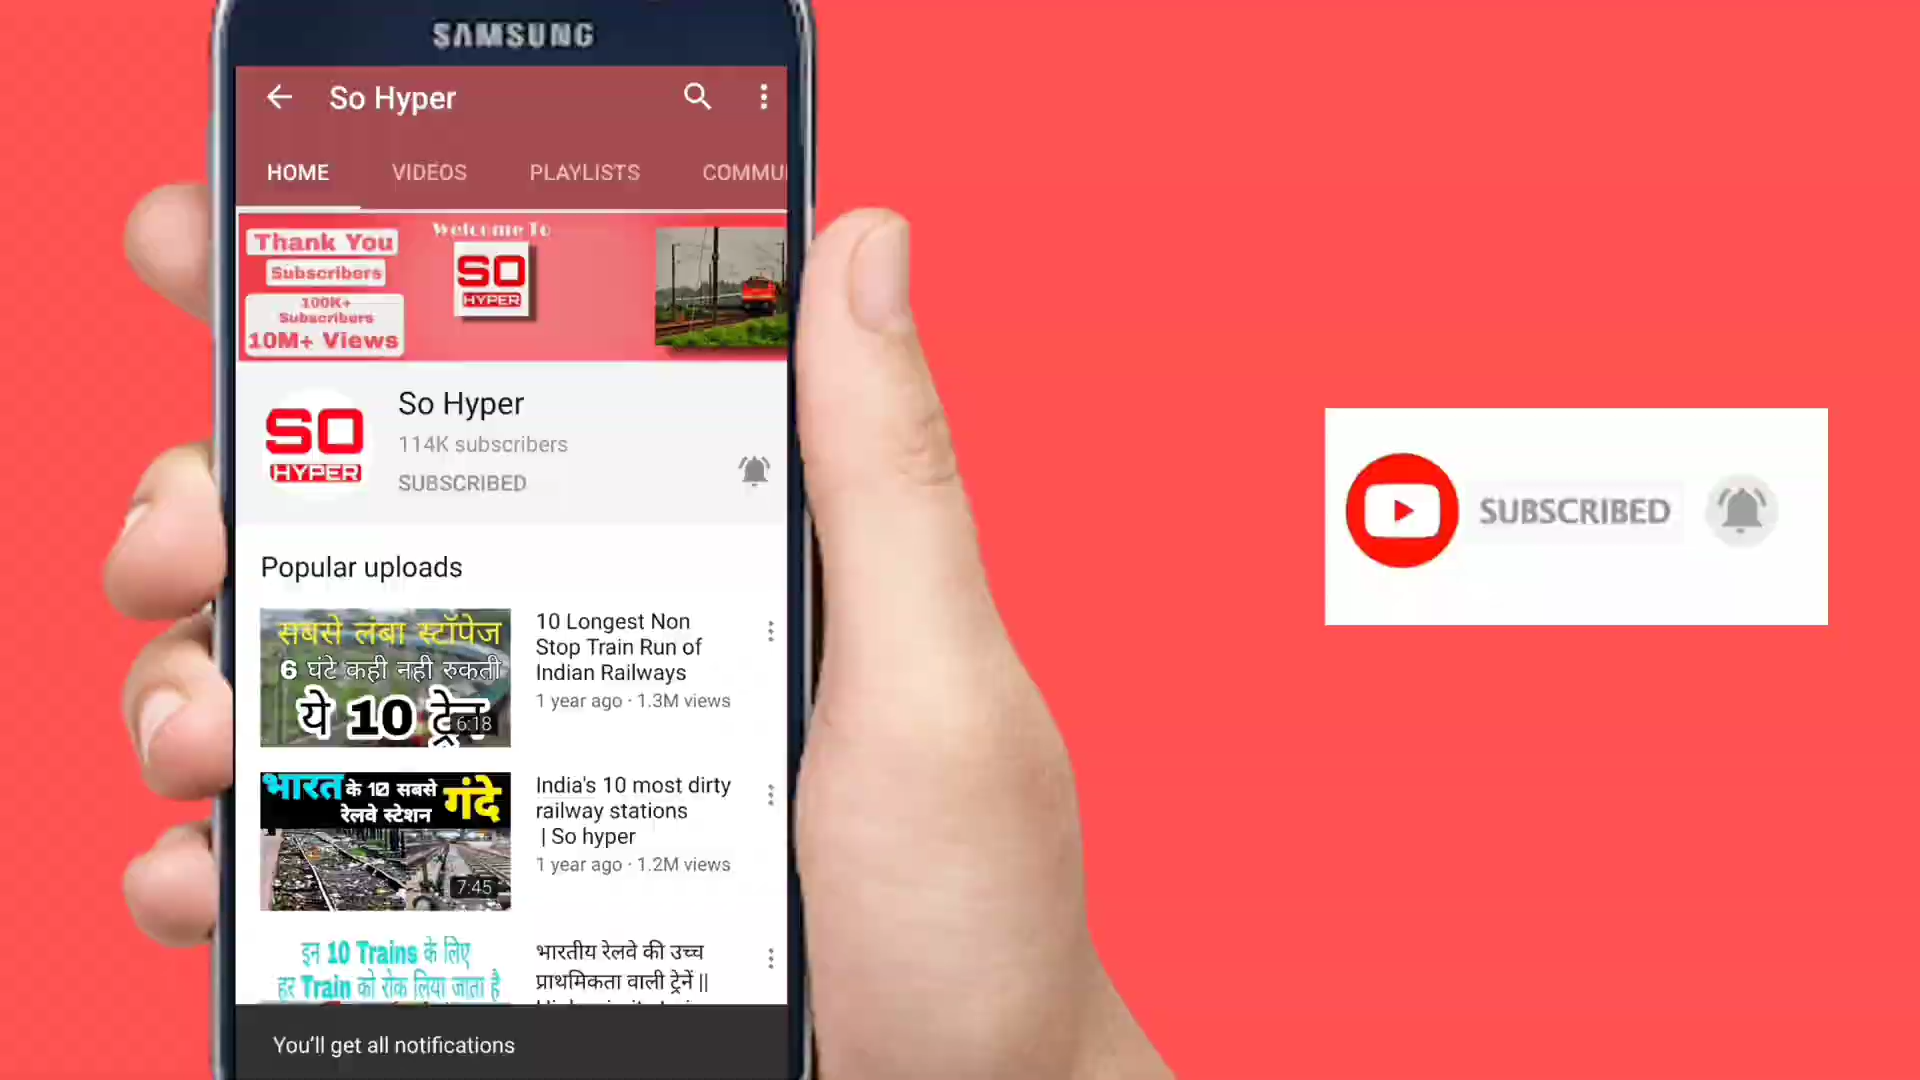 SAMSUNG
So Hyper
HOME VIDEOS PLAYLISTS COMMU
Thank You
Subscribers
100K+
Subscribers
10M+ Views
Welcome To
SO
HYPER
SO
HYPER
So Hyper
114K subscribers
SUBSCRIBED
Popular uploads
सबसे लंबा स्टॉपेज
6 घंटे कही नही रुकती
ये 10 ट्रेन
6:18
10 Longest Non
Stop Train Run of
Indian Railways
1 year ago · 1.3M views
भारत के 10 सबसे गंदे
रेलवे स्टेशन
7:45
India's 10 most dirty
railway stations
| So hyper
1 year ago · 1.2M views
इन 10 Trains के लिए
हर Train को रोक लिया जाता है
भारतीय रेलवे की उच्च
प्राथमिकता वाली ट्रेनें ||
You'll get all notifications
SUBSCRIBED